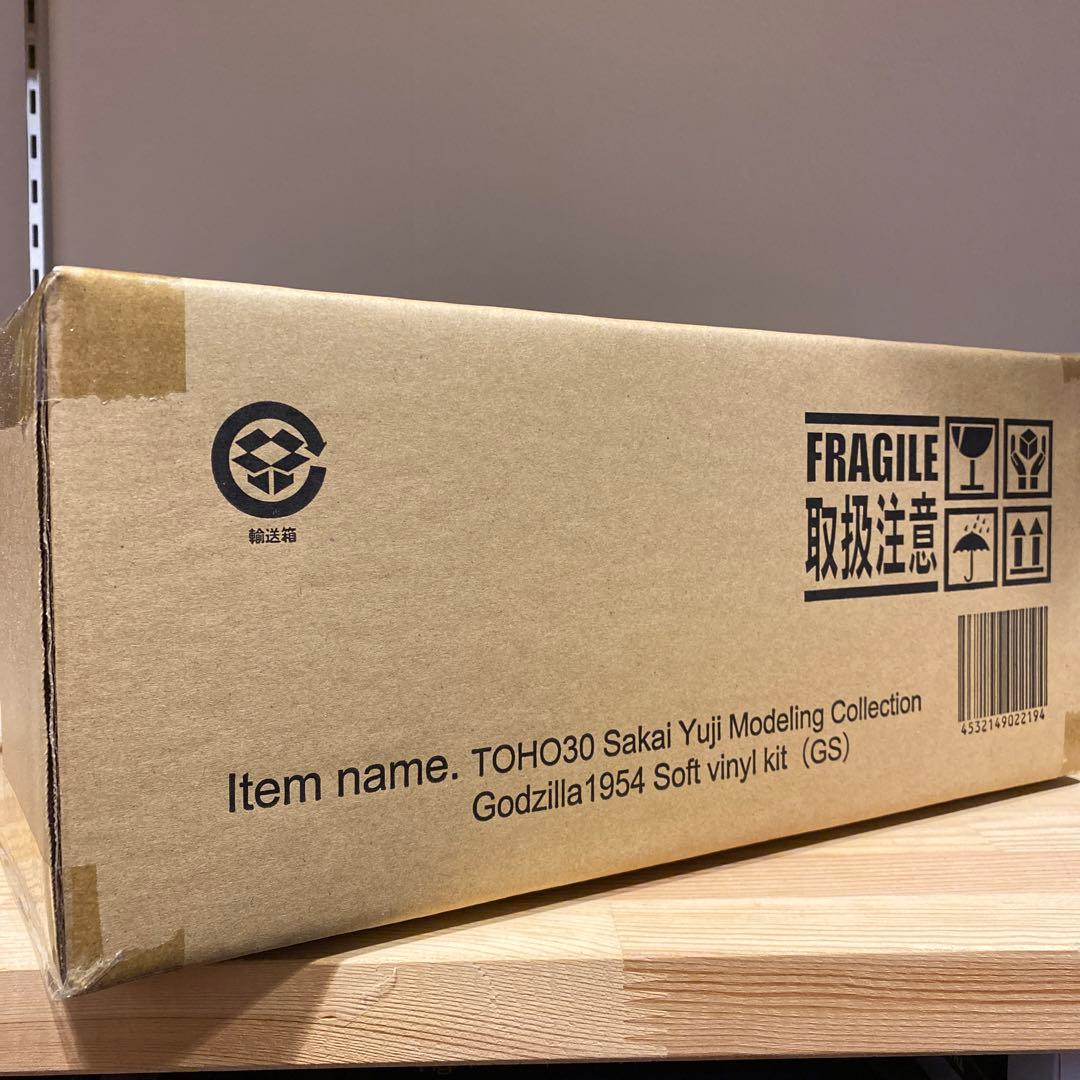 輸送箱
FRAGILE
取扱注意
4532149022194
Item name. TOHO30 Sakai Yuji Modeling Collection
Godzilla1954 Soft vinyl kit（GS）